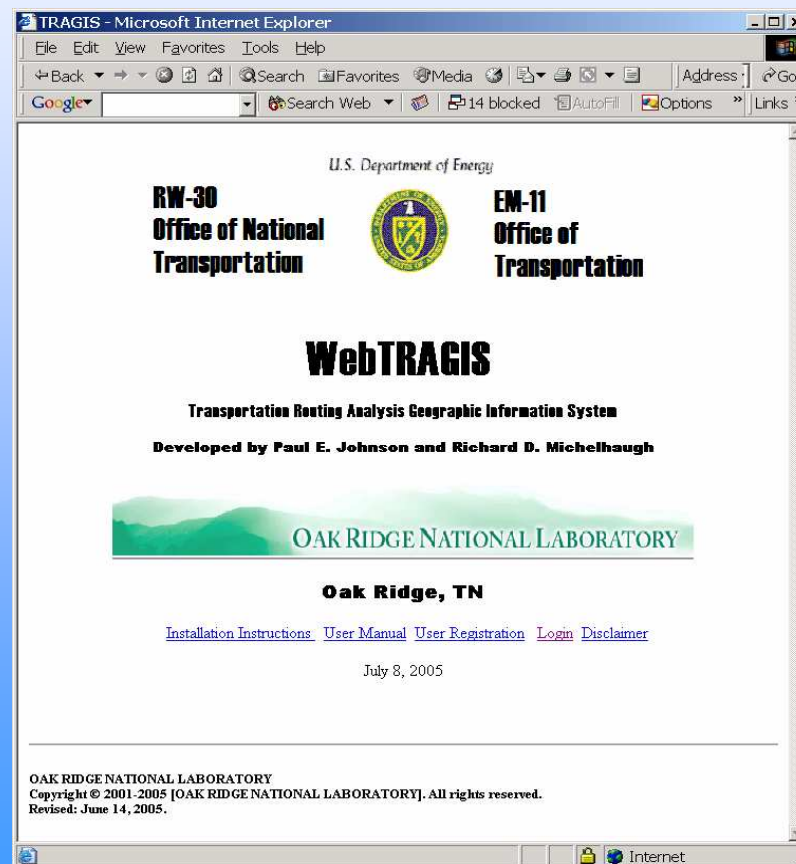 TRAGIS - Microsoft Internet Explorer
File Edit View Favorites Tools Help
Back Search Favorites Media Address Go
Google Search Web 14 blocked AutoFill Options » Links
U.S. Department of Energy
RW-30
Office of National
Transportation
EM-11
Office of
Transportation
WebTRAGIS
Transportation Routing Analysis Geographic Information System
Developed by Paul E. Johnson and Richard D. Michelhaugh
OAK RIDGE NATIONAL LABORATORY
Oak Ridge, TN
Installation Instructions User Manual User Registration Login Disclaimer
July 8, 2005
OAK RIDGE NATIONAL LABORATORY
Copyright © 2001-2005 [OAK RIDGE NATIONAL LABORATORY]. All rights reserved.
Revised: June 14, 2005.
Internet